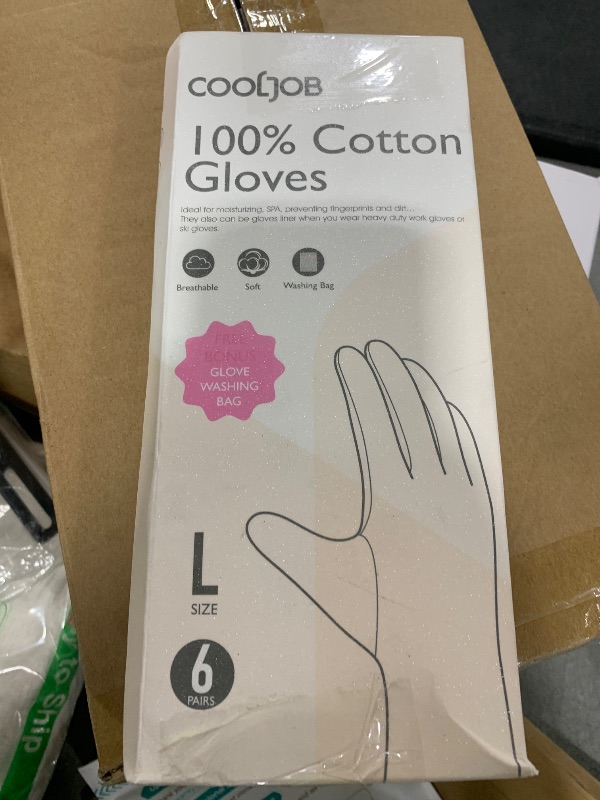 COOLJOB
100% Cotton
Gloves
Ideal for moisturizing, SPA, preventing fingerprints and dirt...
They also can be gloves liner when you wear heavy duty work gloves or
ski gloves.
Breathable
Soft
Washing Bag
FREE
BONUS
GLOVE
WASHING
BAG
L
SIZE
6
PAIRS
to Ship